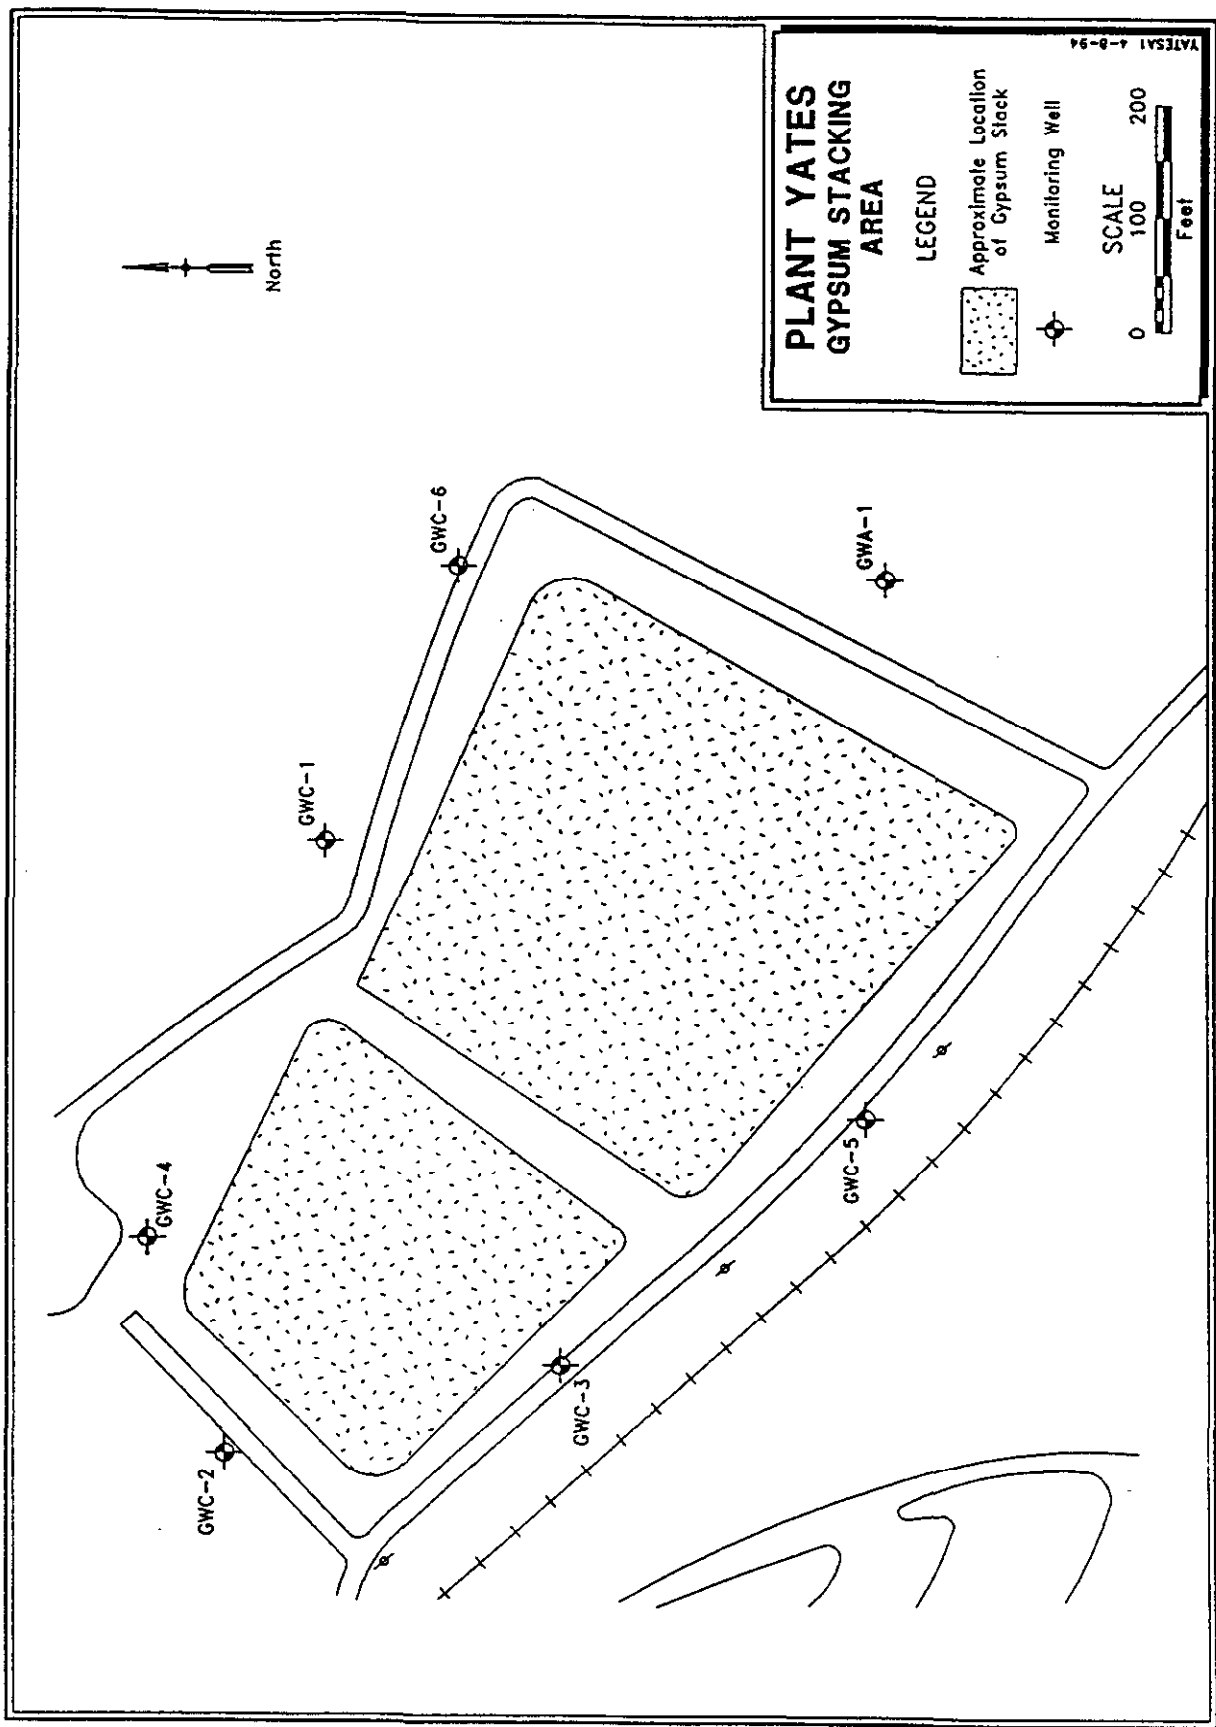 North
GWC-4
GWC-1
GWC-6
GWC-2
GWC-3
GWC-5
GWA-1
PLANT YATES
GYPSUM STACKING
AREA
LEGEND
Approximate Location
of Gypsum Stack
Monitoring Well
SCALE
0 100 200
Feet
YATESA1 4-8-94